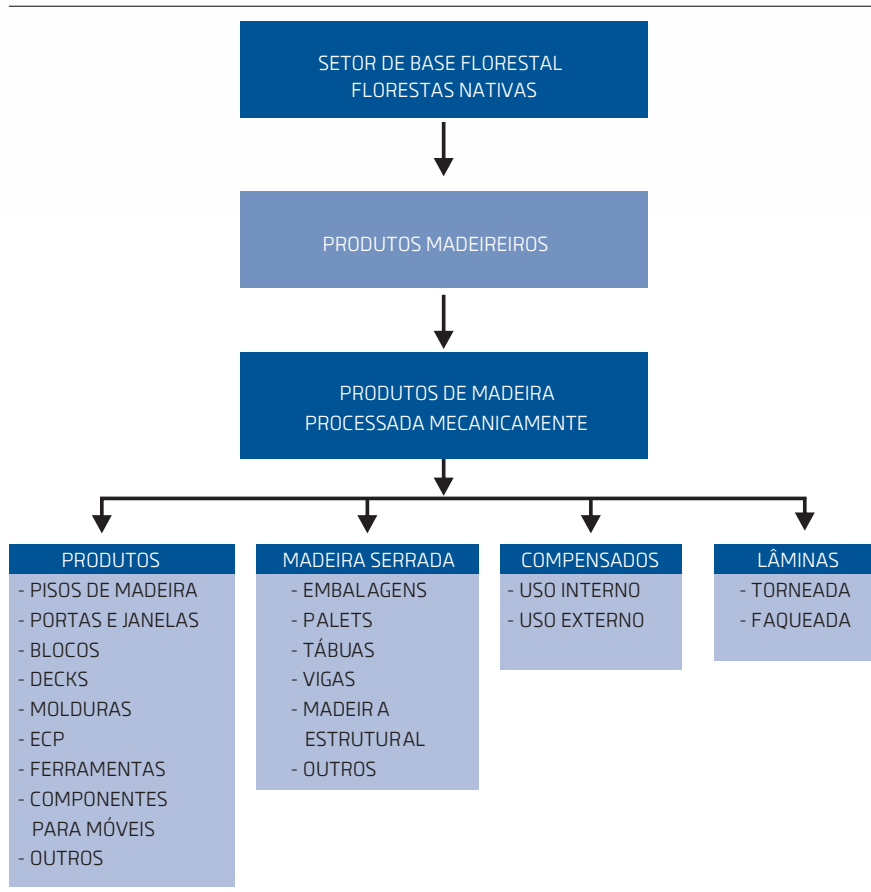 SETOR DE BASE FLORESTAL
FLORESTAS NATIVAS
PRODUTOS MADEIREIROS
PRODUTOS DE MADEIRA
PROCESSADA MECANICAMENTE
PRODUTOS
- PISOS DE MADEIRA
- PORTAS E JANELAS
- BLOCOS
- DECKS
- MOLDURAS
- ECP
- FERRAMENTAS
- COMPONENTES
PARA MÓVEIS
- OUTROS
MADEIRA SERRADA
- EMBALAGENS
- PALETS
- TÁBUAS
- VIGAS
- MADEIR A
ESTRUTURAL
- OUTROS
COMPENSADOS
- USO INTERNO
- USO EXTERNO
LÂMINAS
- TORNEADA
- FAQUEADA